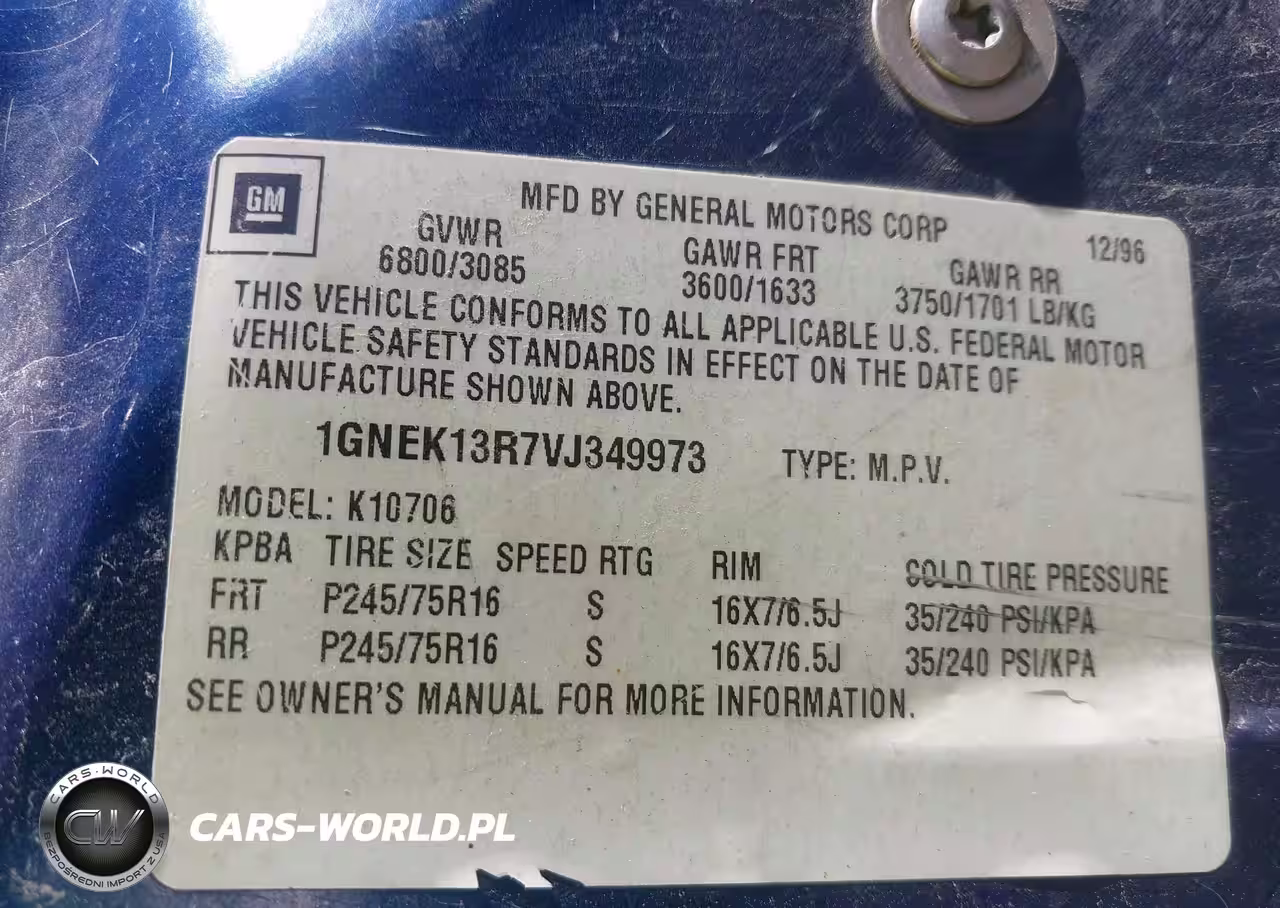 GM
MFD BY GENERAL MOTORS CORP
12/96
GVWR GAWR FRT GAWR RR
6800/3085 3600/1633 3750/1701 LB/KG
THIS VEHICLE CONFORMS TO ALL APPLICABLE U.S. FEDERAL MOTOR
VEHICLE SAFETY STANDARDS IN EFFECT ON THE DATE OF
MANUFACTURE SHOWN ABOVE.
1GNEK13R7VJ349973 TYPE: M.P.V.
MODEL: K10706
KPBA TIRE SIZE SPEED RTG RIM COLD TIRE PRESSURE
FRT P245/75R16 S 16X7/6.5J 35/240 PSI/KPA
RR P245/75R16 S 16X7/6.5J 35/240 PSI/KPA
SEE OWNER'S MANUAL FOR MORE INFORMATION.
CARS-WORLD
CW
BEZPOŚREDNI IMPORT Z USA
CARS-WORLD.PL